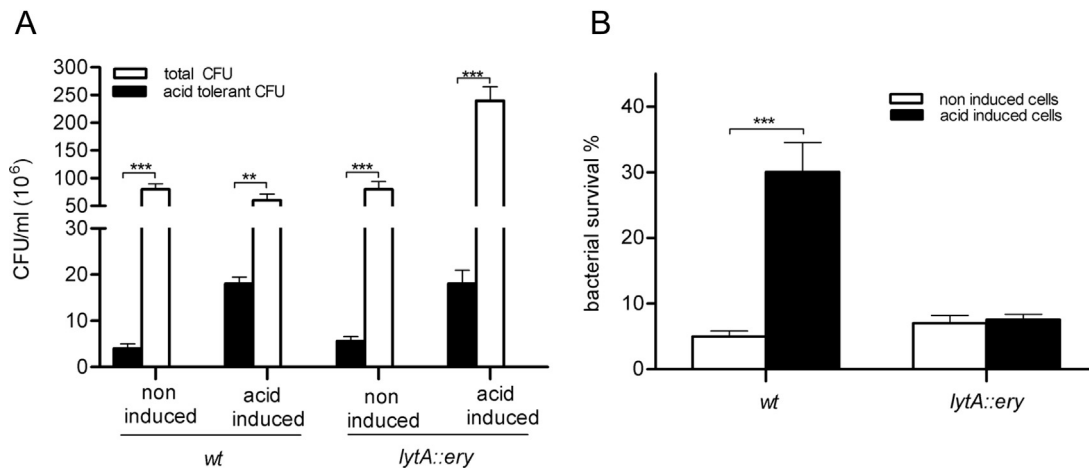 A
CFU/ml (10⁶)
300
250
200
150
100
50
20
10
0
total CFU
acid tolerant CFU
***
**
***
***
non induced
acid induced
non induced
acid induced
wt
lytA::ery
B
bacterial survival %
40
30
20
10
0
non induced cells
acid induced cells
***
wt
lytA::ery